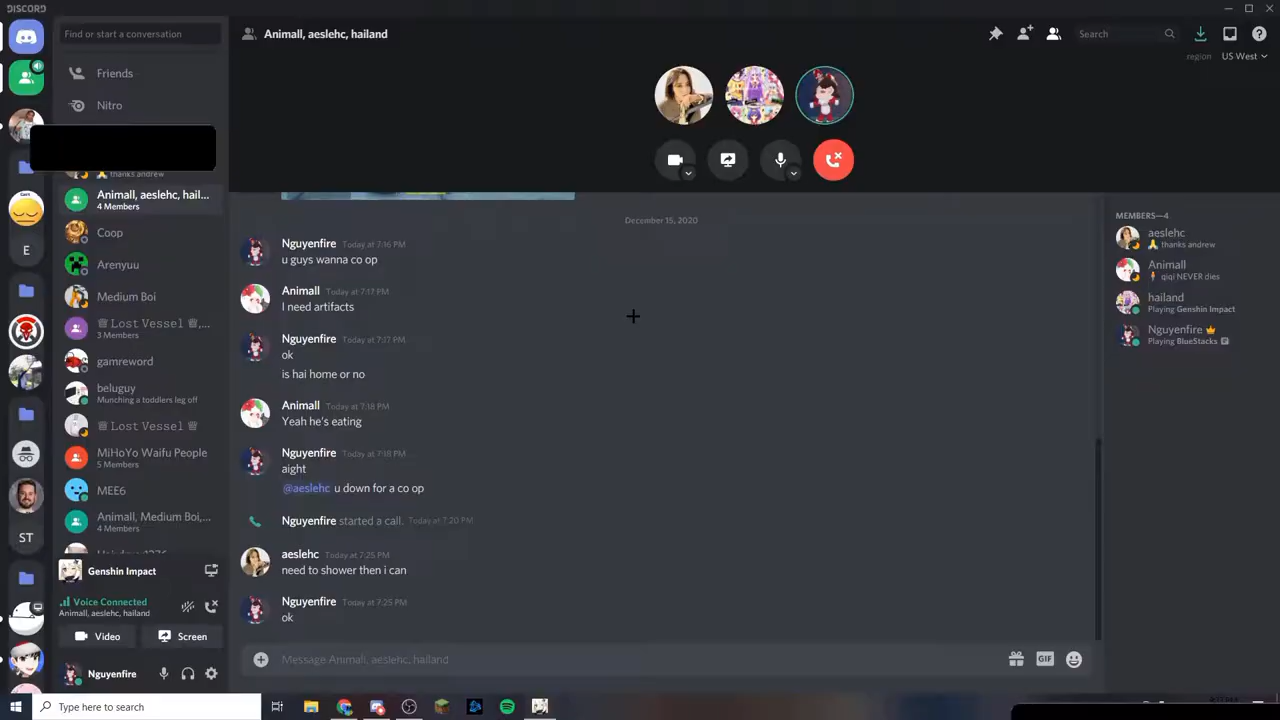 DISCORD
Find or start a conversation
Animall, aeslehc, hailand
Search
region US West
Friends
Nitro
thanks andrew
Animall, aeslehc, hail...
4 Members
Coop
Arenyuu
Medium Boi
♕ Lost Vessel ♕,...
3 Members
gamreword
beluguy
Munching a toddlers leg off
♕ Lost Vessel ♕
MiHoYo Waifu People
5 Members
MEE6
Animall, Medium Boi,...
4 Members
E
ST
Genshin Impact
Voice Connected
Animall, aeslehc, hailand
Video
Screen
Nguyenfire
December 15, 2020
Nguyenfire Today at 7:16 PM
u guys wanna co op
Animall Today at 7:17 PM
I need artifacts
Nguyenfire Today at 7:17 PM
ok
is hai home or no
Animall Today at 7:18 PM
Yeah he's eating
Nguyenfire Today at 7:18 PM
aight
@aeslehc u down for a co op
Nguyenfire started a call. Today at 7:20 PM
aeslehc Today at 7:25 PM
need to shower then i can
Nguyenfire Today at 7:25 PM
ok
Message Animall, aeslehc, hailand
GIF
MEMBERS—4
aeslehc
🙏 thanks andrew
Animall
qiqi NEVER dies
hailand
Playing Genshin Impact
Nguyenfire
Playing BlueStacks
Type here to search